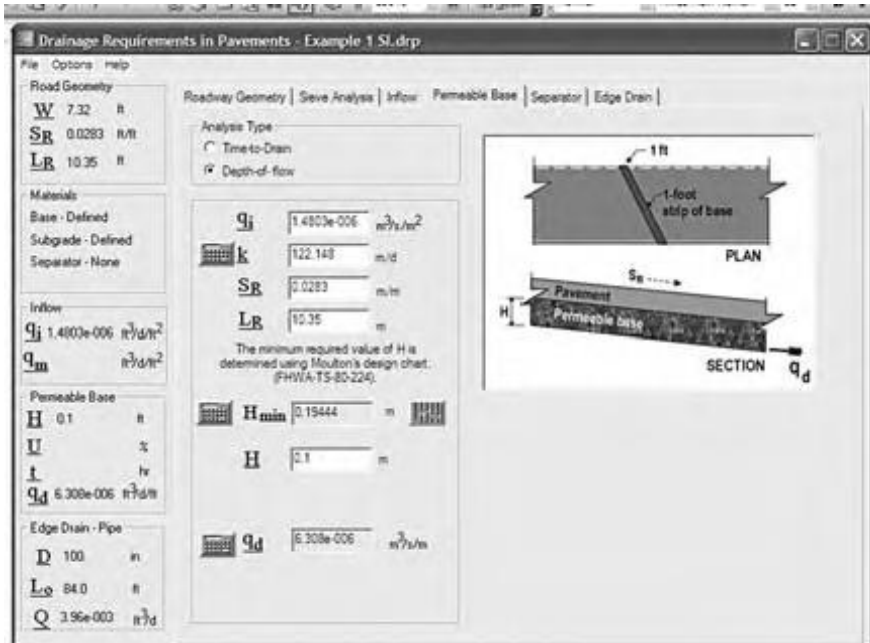 Drainage Requirements in Pavements - Example 1 SI.drp
File Options Help
Road Geometry
W 7.32 ft
SR 0.0283 ft/ft
LR 10.35 ft
Materials
Base - Defined
Subgrade - Defined
Separator - None
Inflow
qi 1.4803e-006 ft³/d/ft²
qm ft³/d/ft²
Permeable Base
H 0.1 ft
U %
t hr
qd 6.308e-006 ft³/d/ft
Edge Drain - Pipe
D 100. in
Lo 84.0 ft
Q 3.96e-003 ft³/d
Roadway Geometry Sieve Analysis Inflow Permeable Base Separator Edge Drain
Analysis Type
Time-to-Drain
Depth-of-flow
qi 1.4803e-006 m³/s/m²
k 122.148 m/d
SR 0.0283 m/m
LR 10.35 m
The minimum required value of H is
determined using Moulton's design chart.
(FHWA-TS-80-224).
Hmin 0.19444 m
H 0.1 m
qd 6.308e-006 m³/s/m
1 ft
1-foot
strip of base
PLAN
SR
Pavement
H
Permeable base
SECTION
qd